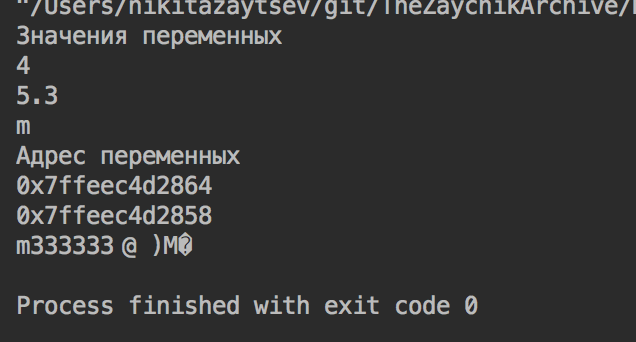 "/Users/nikitazaytsev/git/TheZaychikArchive/
Значения переменных
4
5.3
m
Адрес переменных
0x7ffeec4d2864
0x7ffeec4d2858
m333333@ )M�
Process finished with exit code 0